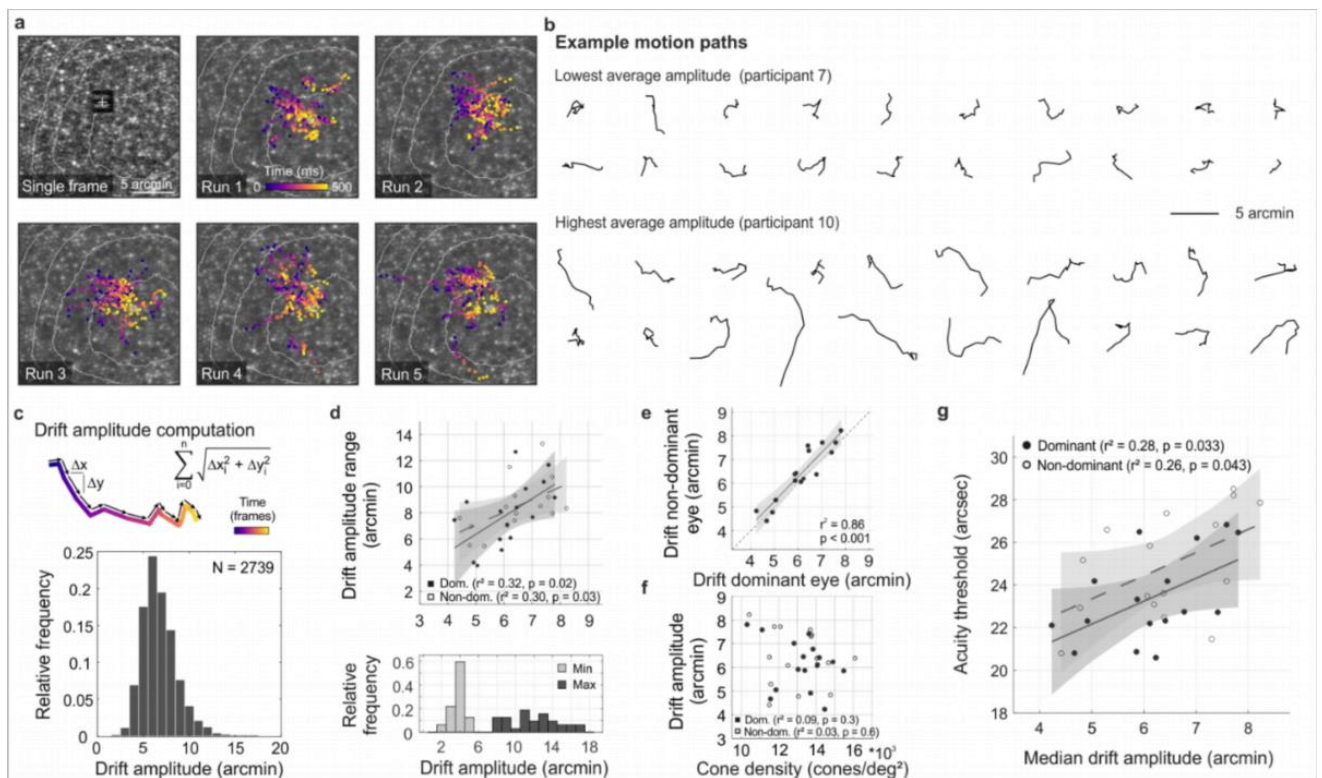 a
Single frame
5 arcmin
Run 1
Time (ms)
0 500
Run 2
Run 3
Run 4
Run 5
b
Example motion paths
Lowest average amplitude (participant 7)
Highest average amplitude (participant 10)
5 arcmin
c
Drift amplitude computation
Δx
Δy
n
∑ √Δx²ᵢ + Δy²ᵢ
i=0
Time
(frames)
N = 2739
Relative frequency
0.25
0.2
0.15
0.1
0.05
0
0 5 10 15 20
Drift amplitude (arcmin)
d
Drift amplitude range
(arcmin)
14
12
10
8
6
4
2
Dom. (r² = 0.32, p = 0.02)
Non-dom. (r² = 0.30, p = 0.03)
3 4 5 6 7 8 9
Relative
frequency
0.6
0.4
0.2
0.0
Min
Max
2 6 10 14 18
Drift amplitude (arcmin)
e
Drift non-dominant
eye (arcmin)
9
8
7
6
5
4
r² = 0.86
p < 0.001
4 5 6 7 8 9
Drift dominant eye (arcmin)
f
Drift amplitude
(arcmin)
9
8
7
6
5
4
3
Dom. (r² = 0.09, p = 0.3)
Non-dom. (r² = 0.03, p = 0.6)
10 12 14 16 *10³
Cone density (cones/deg²)
g
Dominant (r² = 0.28, p = 0.033)
Non-dominant (r² = 0.26, p = 0.043)
Acuity threshold (arcsec)
30
28
26
24
22
20
18
4 5 6 7 8
Median drift amplitude (arcmin)